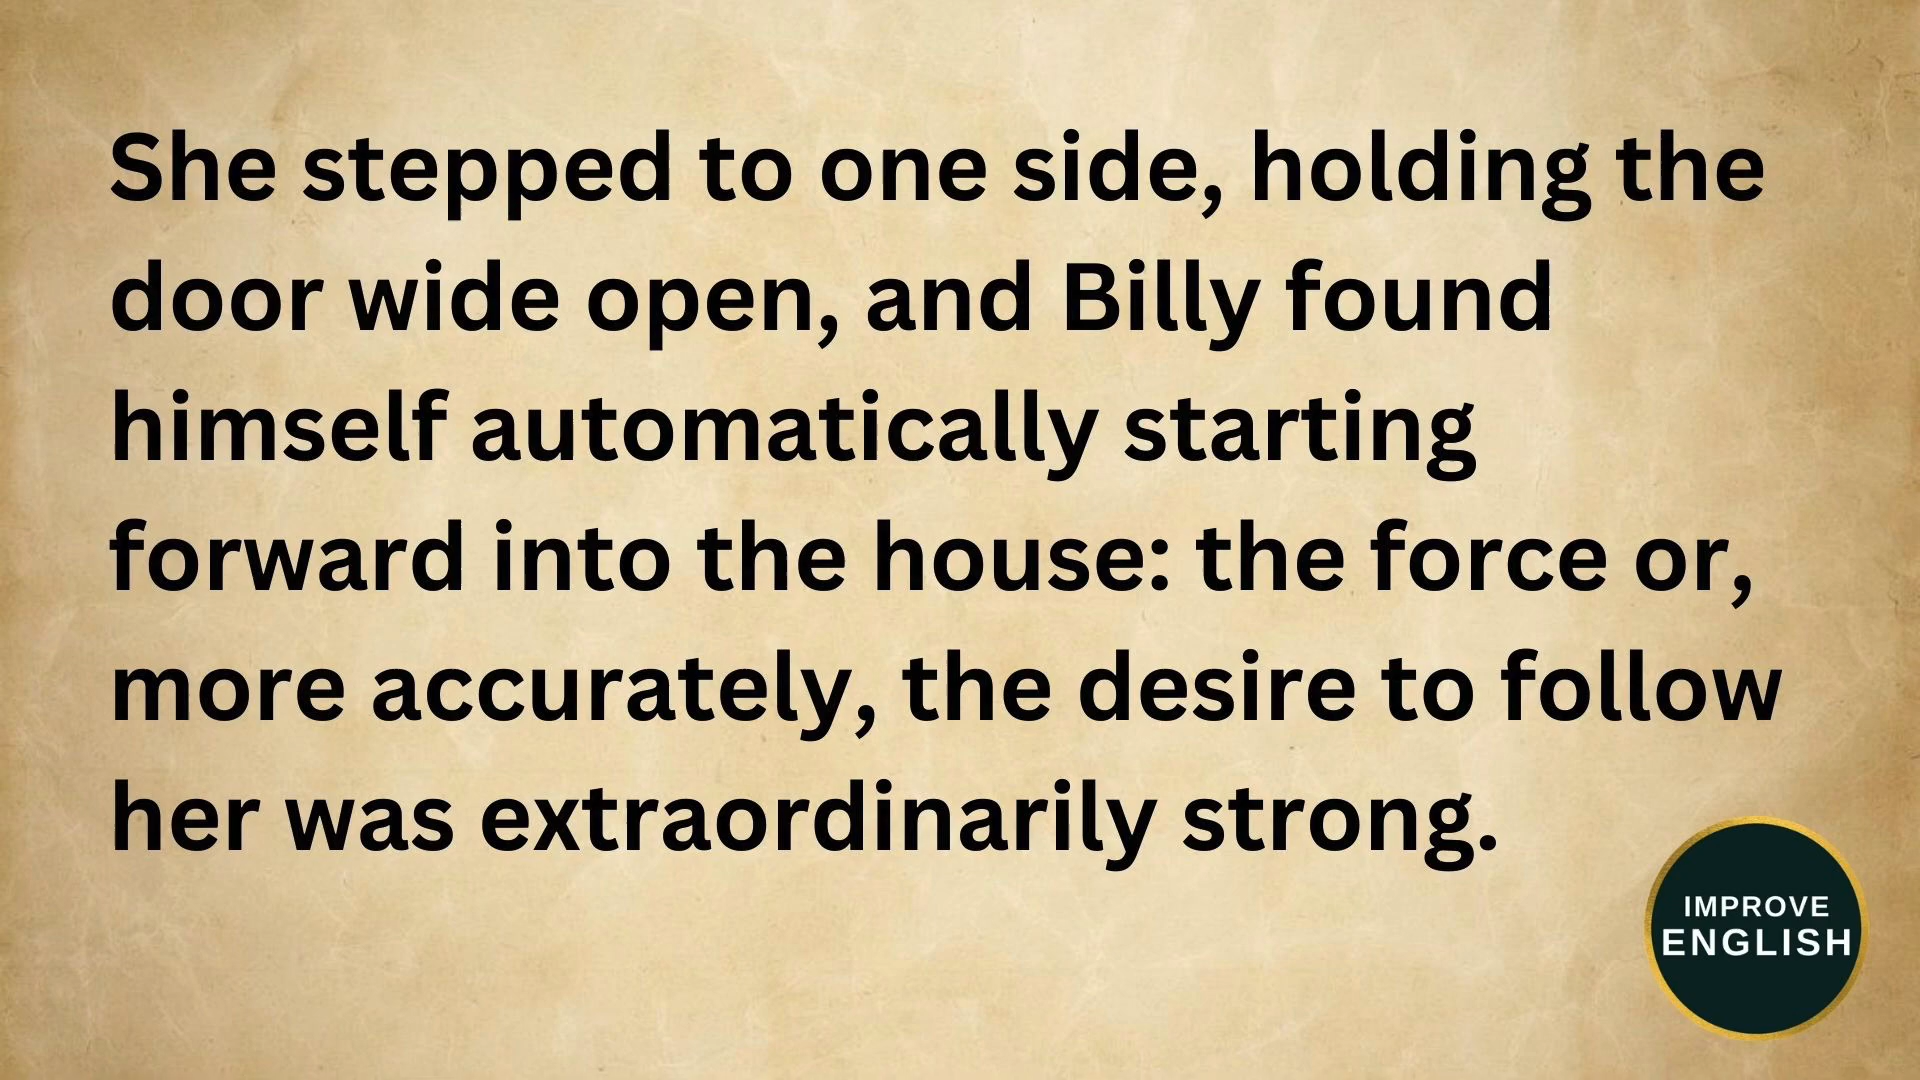 She stepped to one side, holding the
door wide open, and Billy found
himself automatically starting
forward into the house: the force or,
more accurately, the desire to follow
her was extraordinarily strong.
IMPROVE
ENGLISH